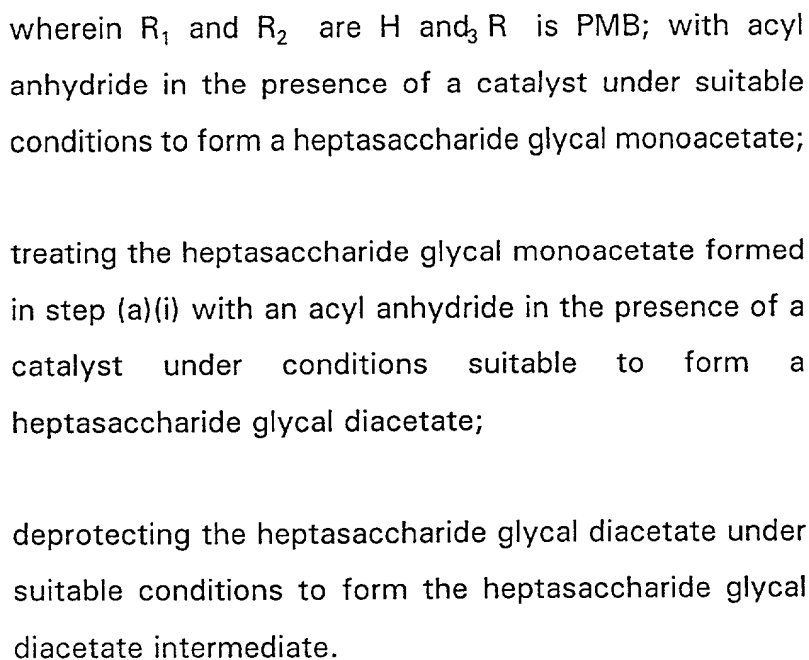 wherein R₁ and R₂ are H and₃ R is PMB; with acyl
anhydride in the presence of a catalyst under suitable
conditions to form a heptasaccharide glycal monoacetate;
treating the heptasaccharide glycal monoacetate formed
in step (a)(i) with an acyl anhydride in the presence of a
catalyst under conditions suitable to form a
heptasaccharide glycal diacetate;
deprotecting the heptasaccharide glycal diacetate under
suitable conditions to form the heptasaccharide glycal
diacetate intermediate.